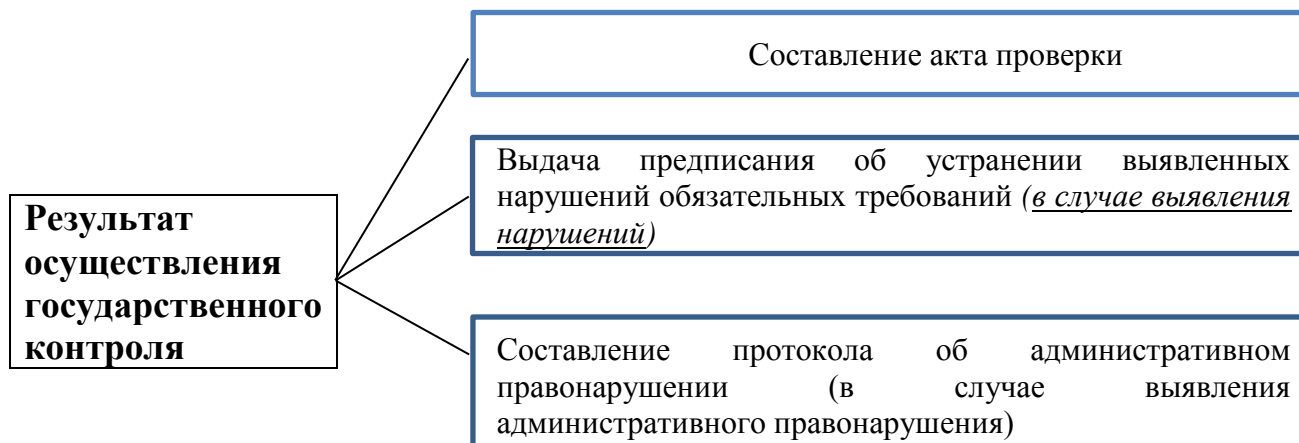 Составление акта проверки
Выдача предписания об устранении выявленных
нарушений обязательных требований (в случае выявления
нарушений)
Результат
осуществления
государственного
контроля
Составление протокола об административном
правонарушении (в случае выявления
административного правонарушения)